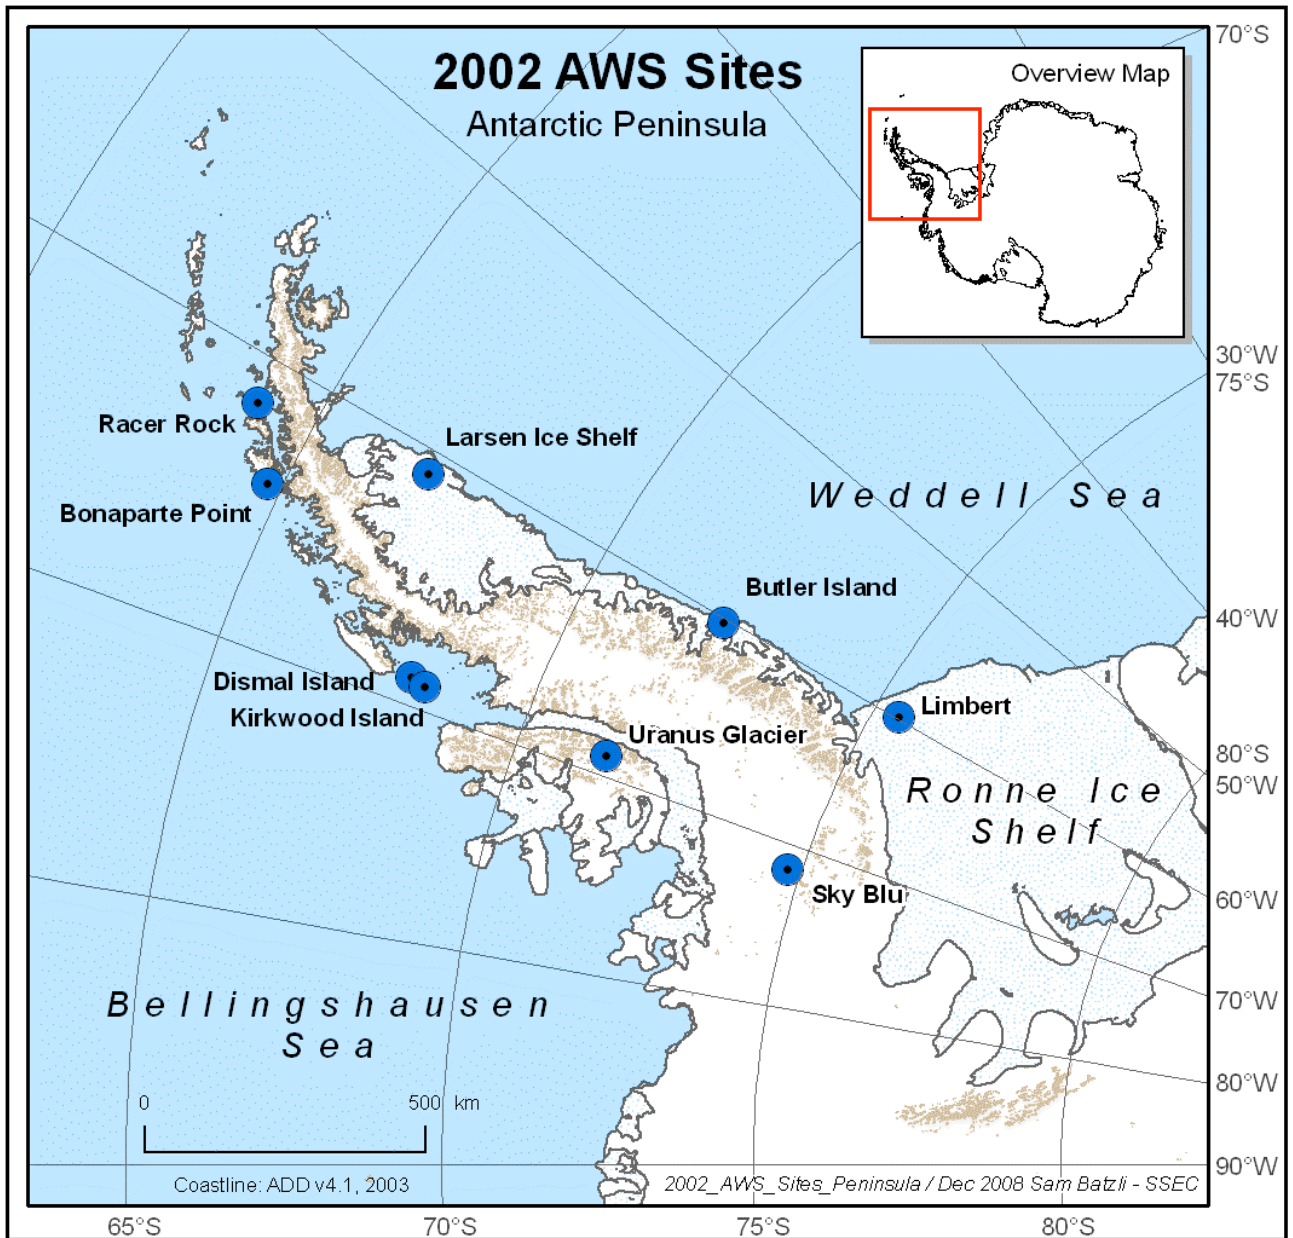 2002 AWS Sites
Antarctic Peninsula
Overview Map
70°S
30°W
75°S
Racer Rock
Larsen Ice Shelf
Weddell Sea
Bonaparte Point
Butler Island
40°W
Dismal Island
Kirkwood Island
Limbert
Uranus Glacier
80°S
50°W
Ronne Ice
Shelf
Sky Blu
60°W
Bellingshausen
Sea
70°W
80°W
0 500 km
90°W
Coastline: ADD v4.1, 2003
2002_AWS_Sites_Peninsula / Dec 2008 Sam Batzli - SSEC
65°S 70°S 75°S 80°S